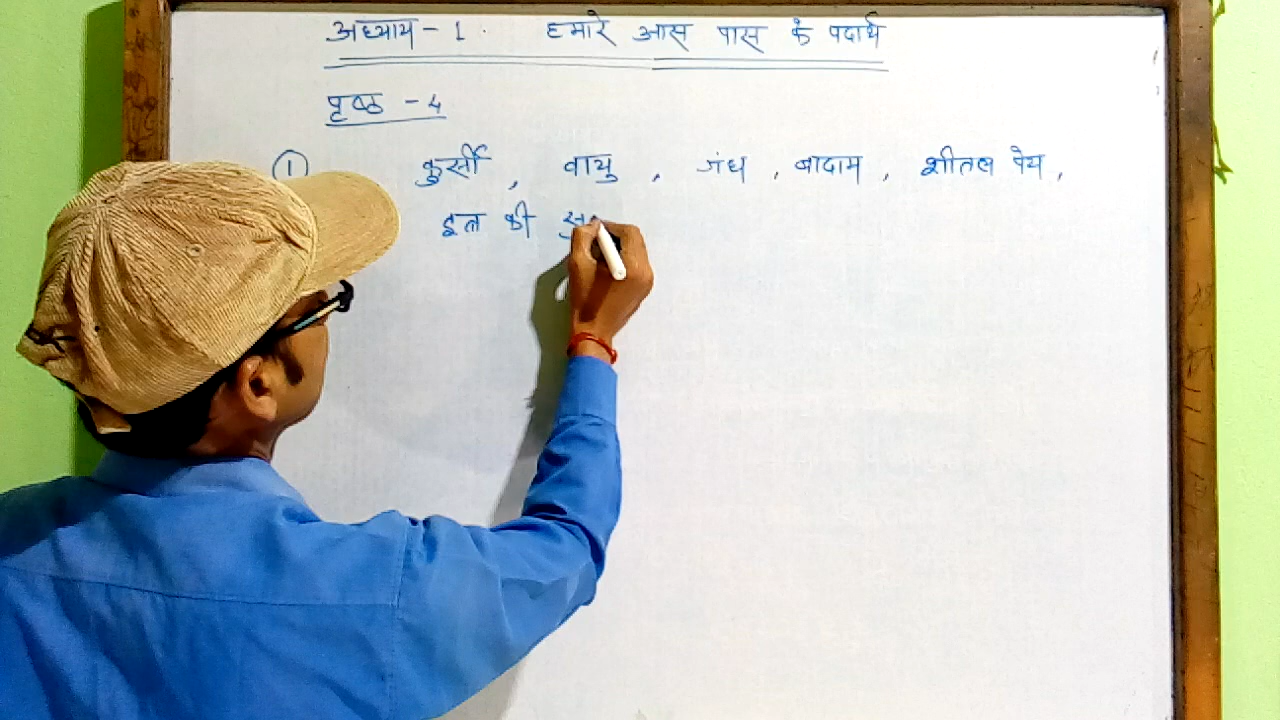 अध्याय - 1. हमारे आस पास के पदार्थ
पृष्ठ - 4
1 कुर्सी, वायु, गंध, बादाम, शीतल पेय,
इत्र की सु